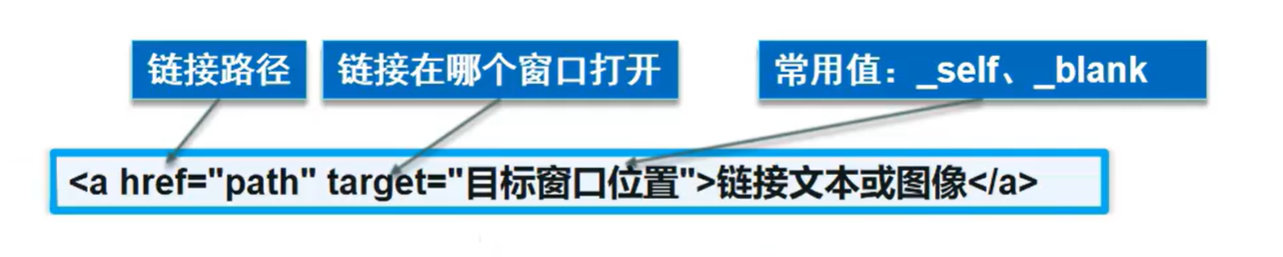 链接路径
链接在哪个窗口打开
常用值：_self、_blank
<a href="path" target="目标窗口位置">链接文本或图像</a>